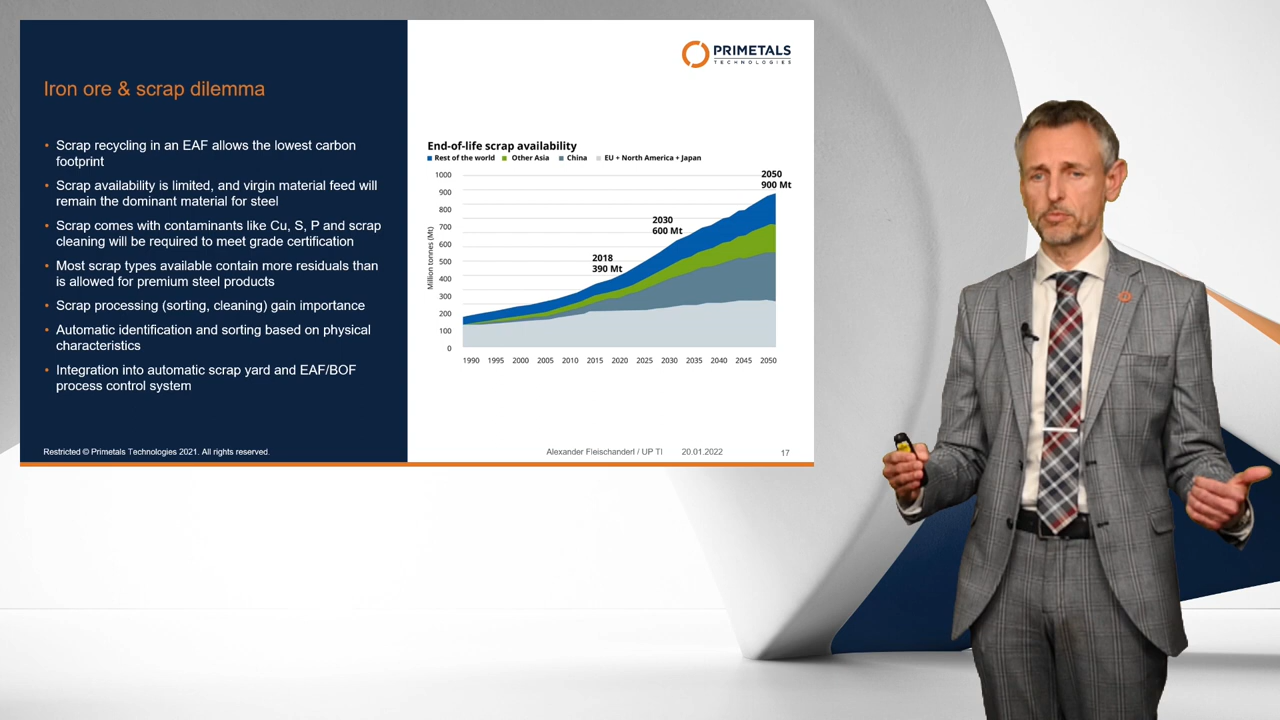 PRIMETALS
TECHNOLOGIES
Iron ore & scrap dilemma
• Scrap recycling in an EAF allows the lowest carbon
footprint
• Scrap availability is limited, and virgin material feed will
remain the dominant material for steel
• Scrap comes with contaminants like Cu, S, P and scrap
cleaning will be required to meet grade certification
• Most scrap types available contain more residuals than
is allowed for premium steel products
• Scrap processing (sorting, cleaning) gain importance
• Automatic identification and sorting based on physical
characteristics
• Integration into automatic scrap yard and EAF/BOF
process control system
Restricted © Primetals Technologies 2021. All rights reserved.
End-of-life scrap availability
Rest of the world Other Asia China EU + North America + Japan
Million tonnes (Mt)
1000
900
800
700
600
500
400
300
200
100
0
2018
390 Mt
2030
600 Mt
2050
900 Mt
1990 1995 2000 2005 2010 2015 2020 2025 2030 2035 2040 2045 2050
Alexander Fleischanderl / UP TI 20.01.2022 17